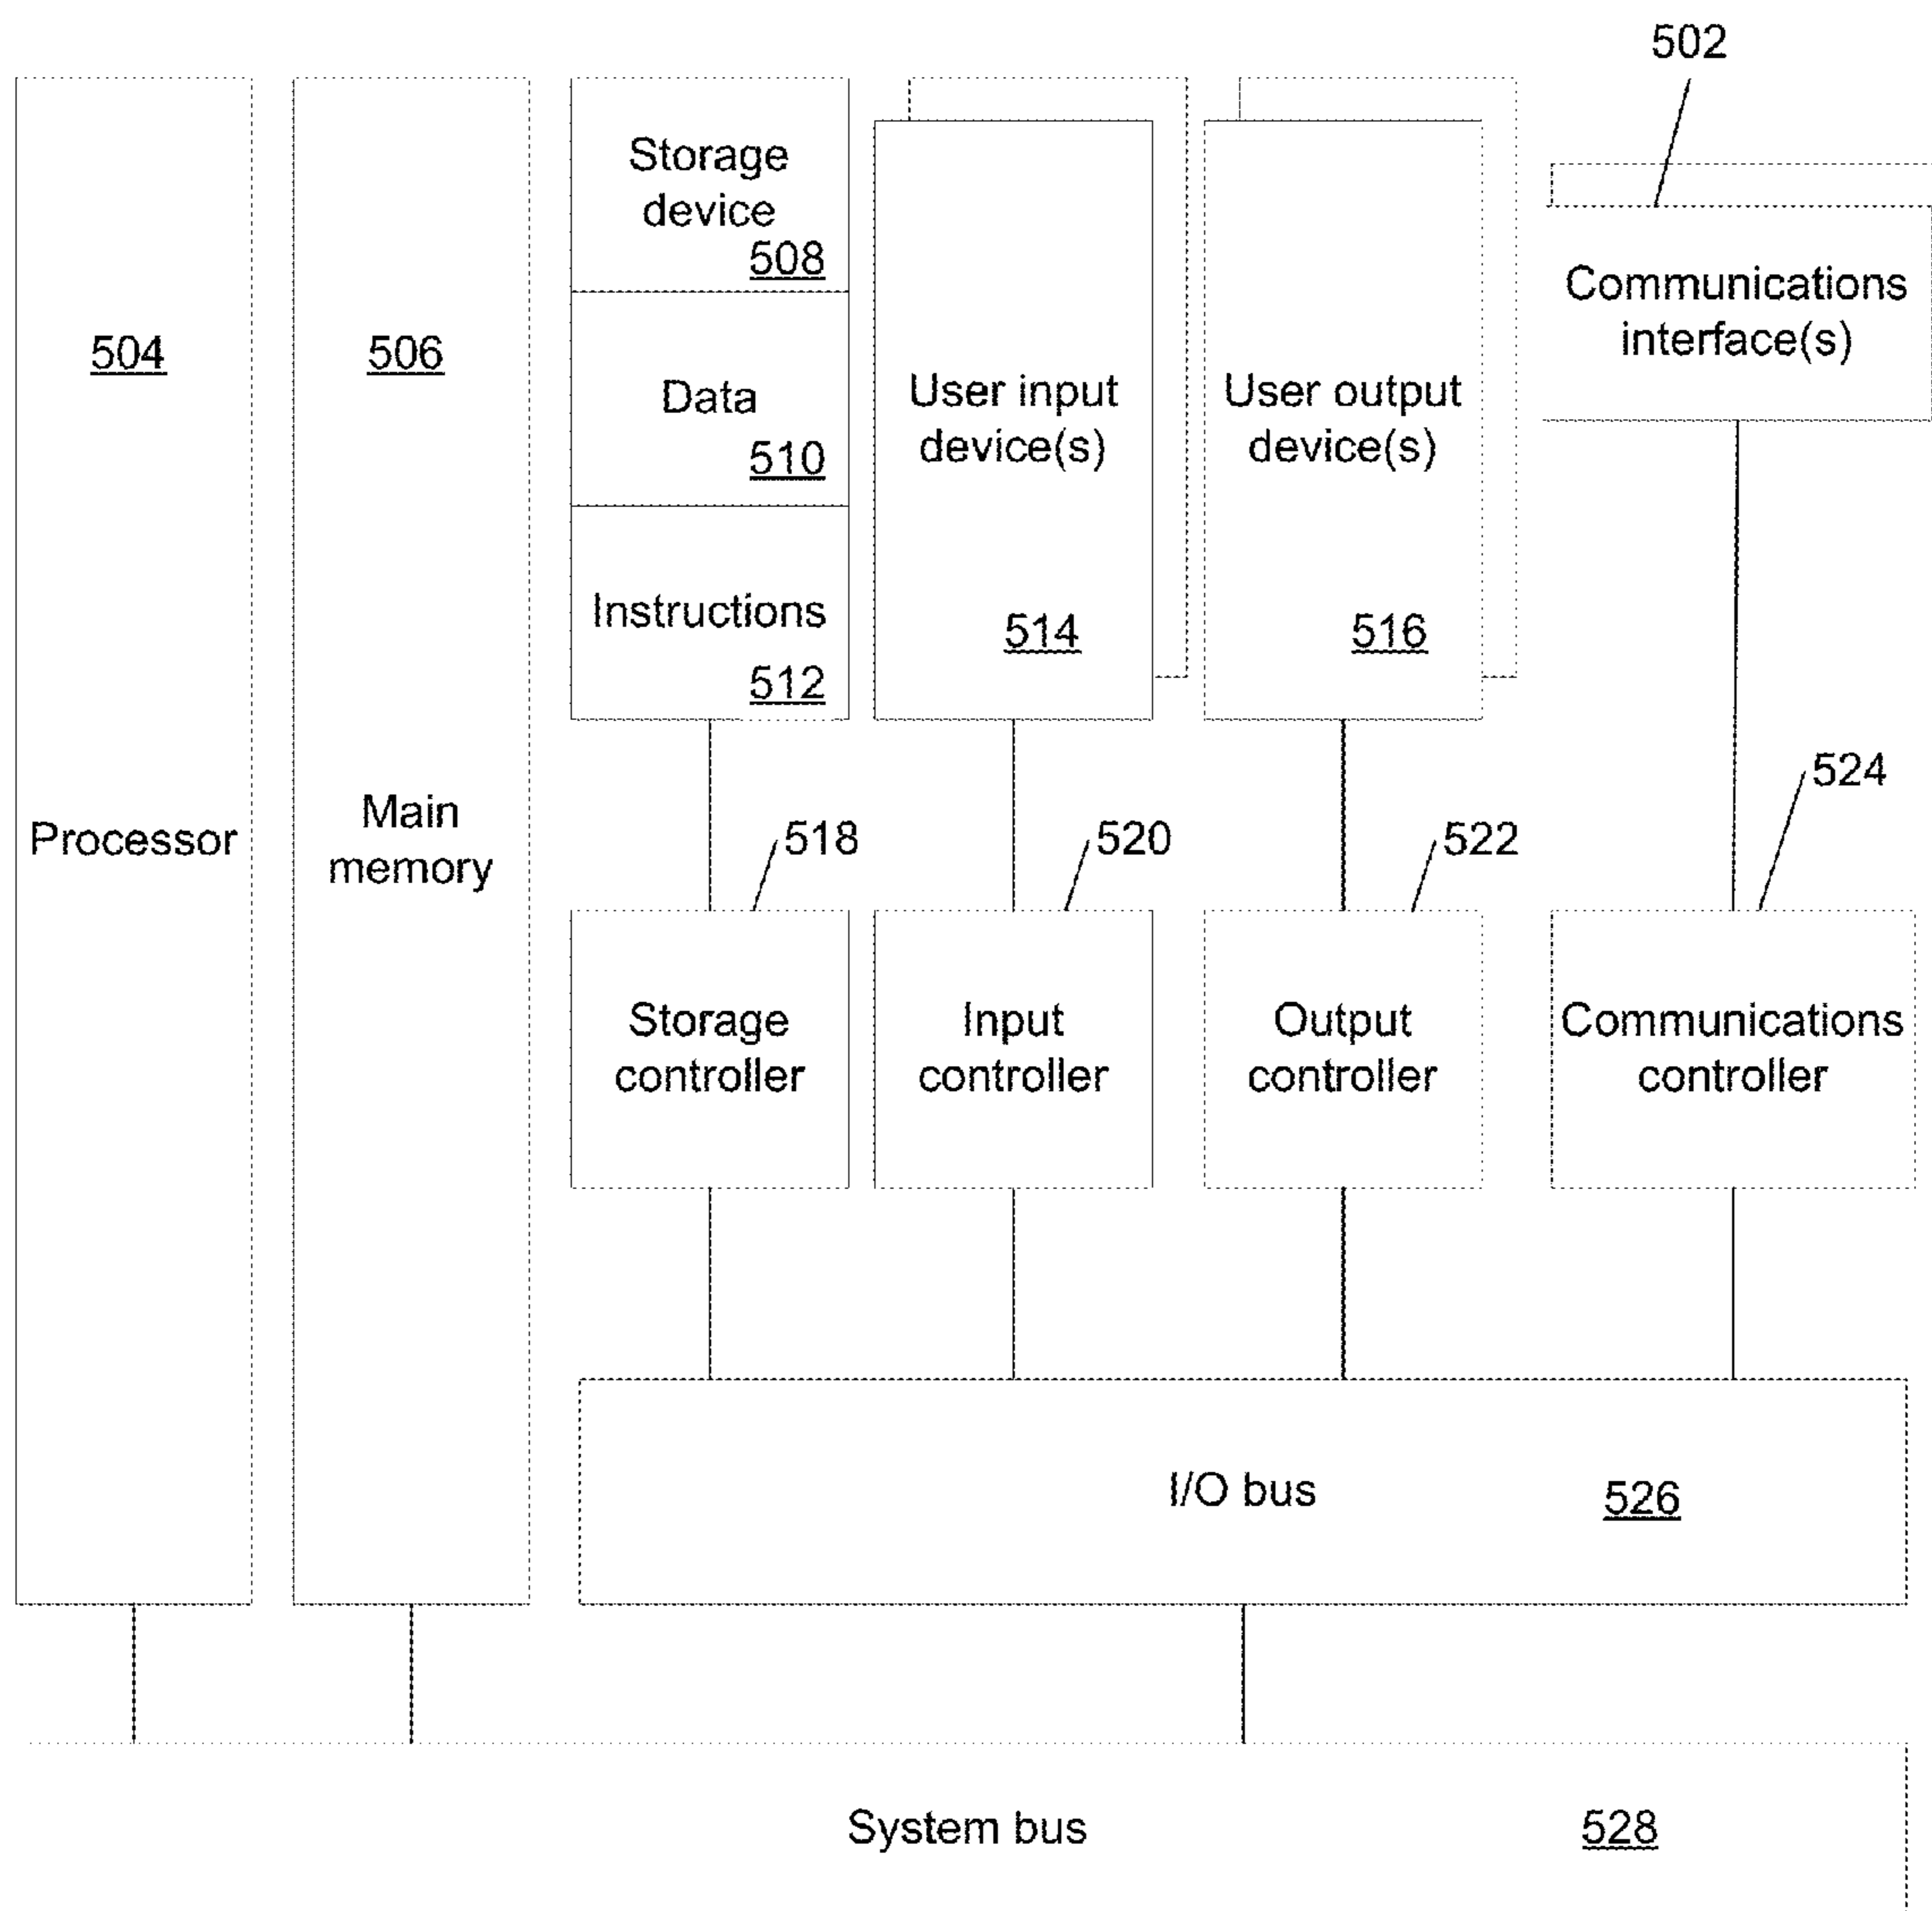 502
Storage
device
508
Communications
interface(s)
504
506
Data
510
User input
device(s)
User output
device(s)
Instructions
512
514
516
Processor
Main
memory
518
520
522
524
Storage
controller
Input
controller
Output
controller
Communications
controller
I/O bus
526
System bus
528